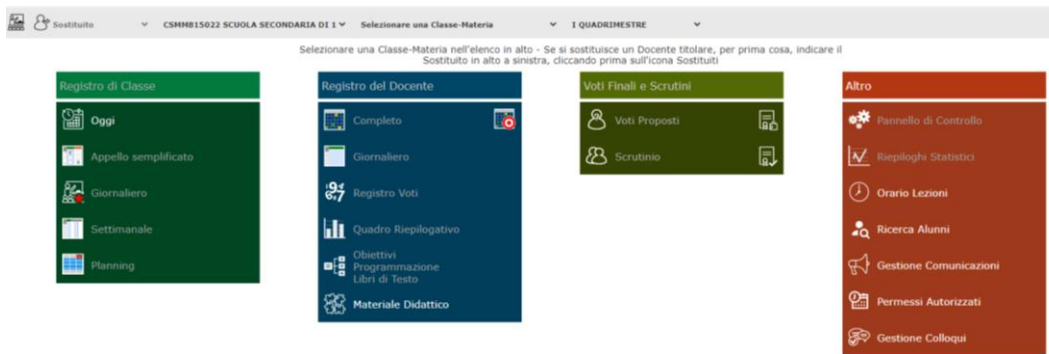 Sostituito CSMM815022 SCUOLA SECONDARIA DI 1 Selezionare una Classe-Materia I QUADRIMESTRE
Selezionare una Classe-Materia nell'elenco in alto - Se si sostituisce un Docente titolare, per prima cosa, indicare il
Sostituito in alto a sinistra, cliccando prima sull'icona Sostituiti
Registro di Classe
Oggi
Appello semplificato
Giornaliero
Settimanale
Planning
Registro del Docente
Completo
Giornaliero
Registro Voti
Quadro Riepilogativo
Obiettivi
Programmazione
Libri di Testo
Materiale Didattico
Voti Finali e Scrutini
Voti Proposti
Scrutinio
Altro
Pannello di Controllo
Riepiloghi Statistici
Orario Lezioni
Ricerca Alunni
Gestione Comunicazioni
Permessi Autorizzati
Gestione Colloqui